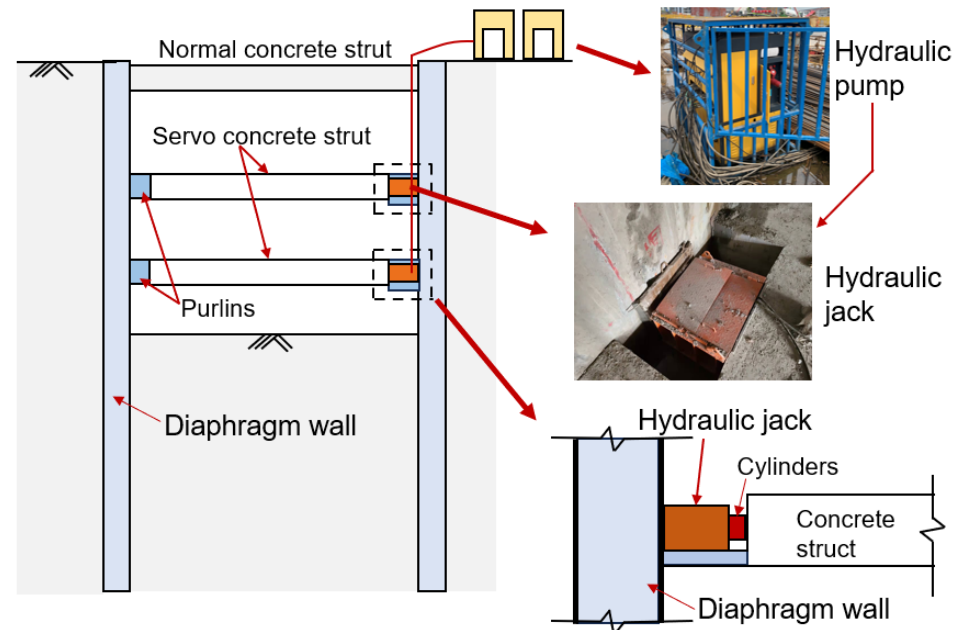 Normal concrete strut
Hydraulic
pump
Servo concrete strut
Hydraulic
jack
Purlins
Diaphragm wall
Hydraulic jack
Cylinders
Concrete
struct
Diaphragm wall